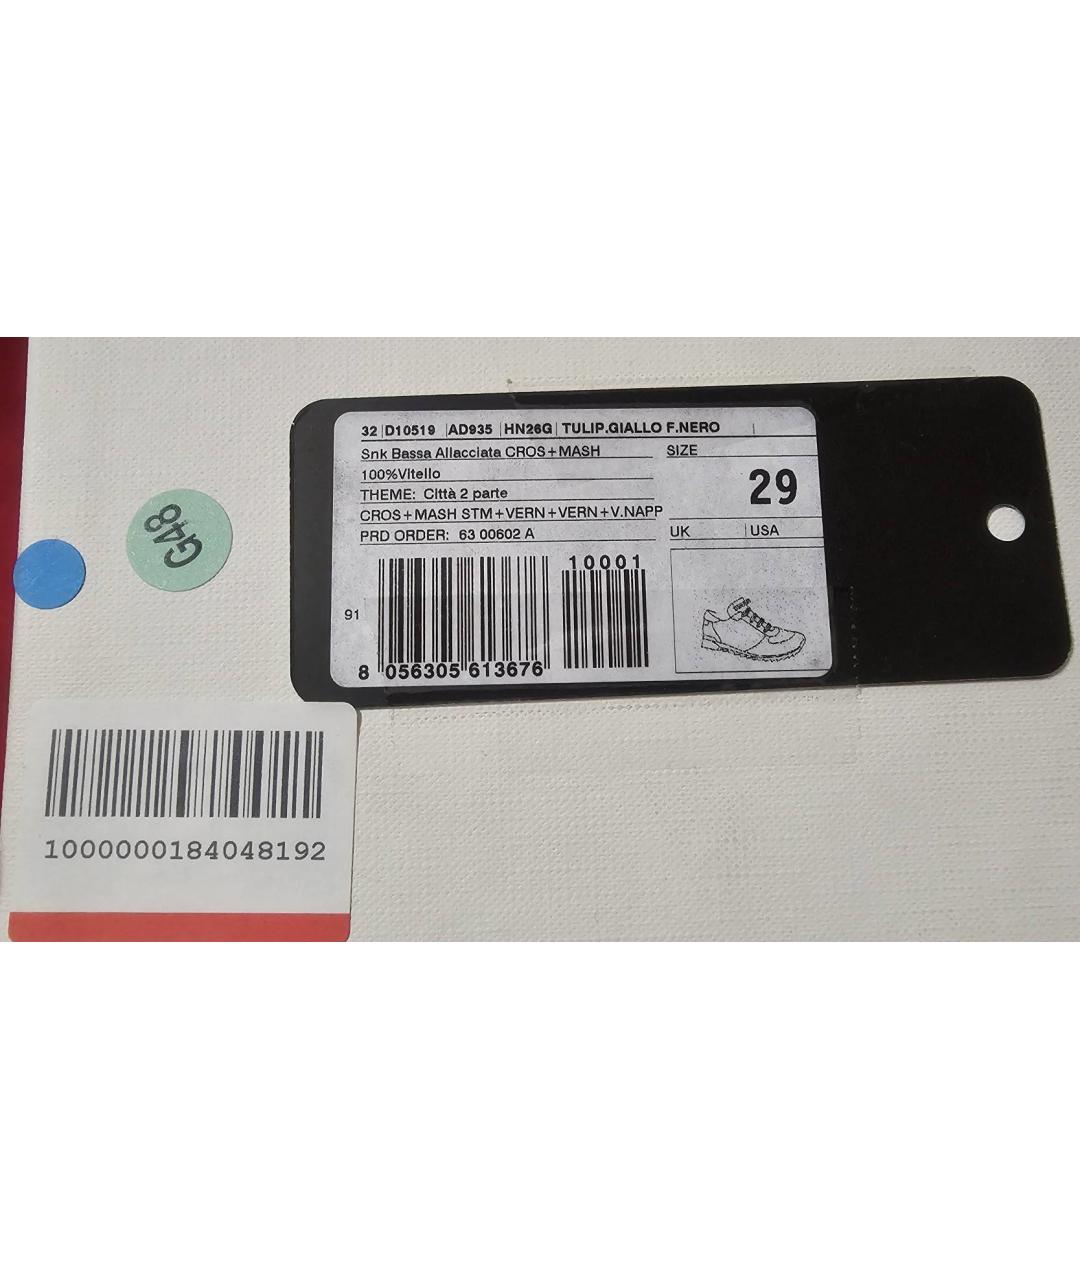 32 D10519 AD935 HN26G TULIP.GIALLO F.NERO
Snk Bassa Allacciata CROS+MASH
SIZE
100%Vitello
29
THEME: Città 2 parte
CROS+MASH STM+VERN+VERN+V.NAPP
PRD ORDER: 63 00602 A
UK USA
10001
91
8 056305 613676
G48
1000000184048192